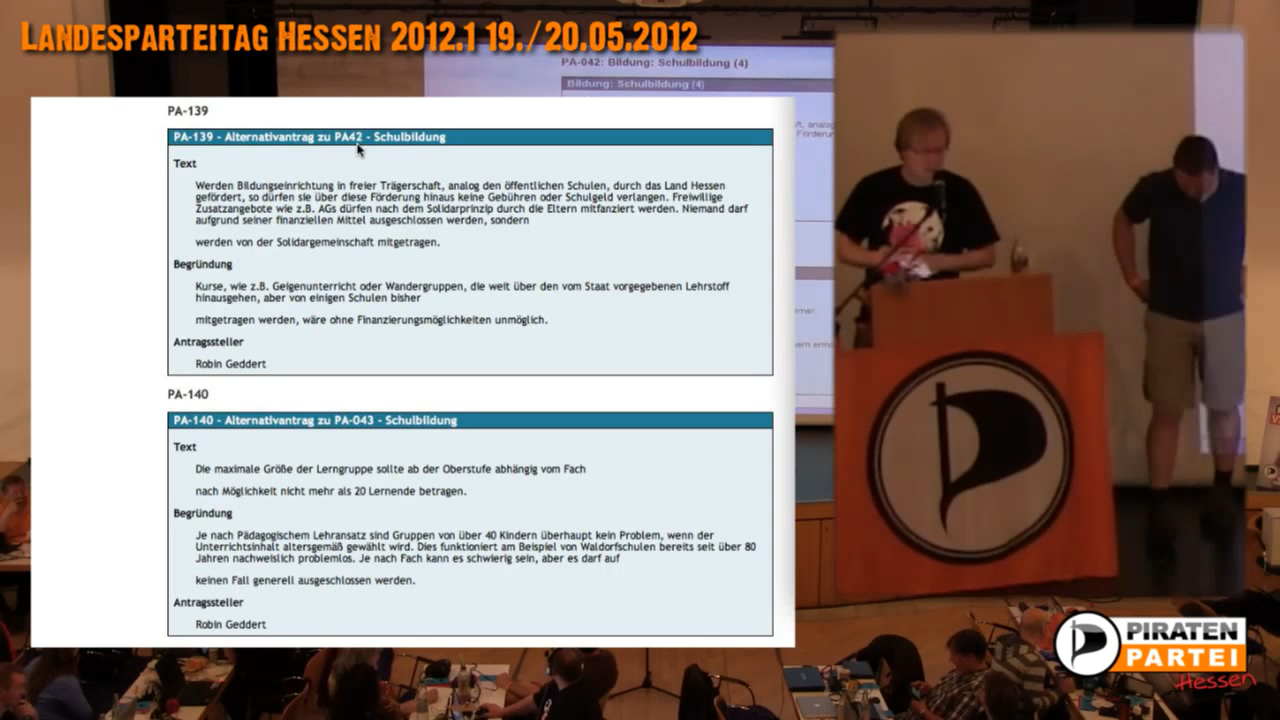 LANDESPARTEITAG HESSEN 2012.1 19./20.05.2012
PA-042: Bildung: Schulbildung (4)
Bildung: Schulbildung (4)
PA-139
PA-139 - Alternativantrag zu PA42 - Schulbildung
Text
Werden Bildungseinrichtung in freier Trägerschaft, analog den öffentlichen Schulen, durch das Land Hessen
gefördert, so dürfen sie über diese Förderung hinaus keine Gebühren oder Schulgeld verlangen. Freiwillige
Zusatzangebote wie z.B. AGs dürfen nach dem Solidarprinzip durch die Eltern mitfanziert werden. Niemand darf
aufgrund seiner finanziellen Mittel ausgeschlossen werden, sondern
werden von der Solidargemeinschaft mitgetragen.
Begründung
Kurse, wie z.B. Geigenunterricht oder Wandergruppen, die weit über den vom Staat vorgegebenen Lehrstoff
hinausgehen, aber von einigen Schulen bisher
mitgetragen werden, wäre ohne Finanzierungsmöglichkeiten unmöglich.
Antragssteller
Robin Geddert
PA-140
PA-140 - Alternativantrag zu PA-043 - Schulbildung
Text
Die maximale Größe der Lerngruppe sollte ab der Oberstufe abhängig vom Fach
nach Möglichkeit nicht mehr als 20 Lernende betragen.
Begründung
Je nach Pädagogischem Lehransatz sind Gruppen von über 40 Kindern überhaupt kein Problem, wenn der
Unterrichtsinhalt altersgemäß gewählt wird. Dies funktioniert am Beispiel von Waldorfschulen bereits seit über 80
Jahren nachweislich problemlos. Je nach Fach kann es schwierig sein, aber es darf auf
keinen Fall generell ausgeschlossen werden.
Antragssteller
Robin Geddert
PIRATEN
PARTEI
Hessen